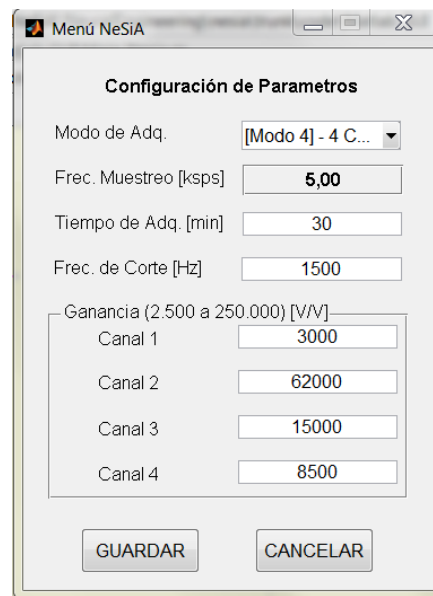 Menú NeSiA
Configuración de Parametros
Modo de Adq. [Modo 4] - 4 C...
Frec. Muestreo [ksps] 5,00
Tiempo de Adq. [min] 30
Frec. de Corte [Hz] 1500
Ganancia (2.500 a 250.000) [V/V]
Canal 1 3000
Canal 2 62000
Canal 3 15000
Canal 4 8500
GUARDAR CANCELAR